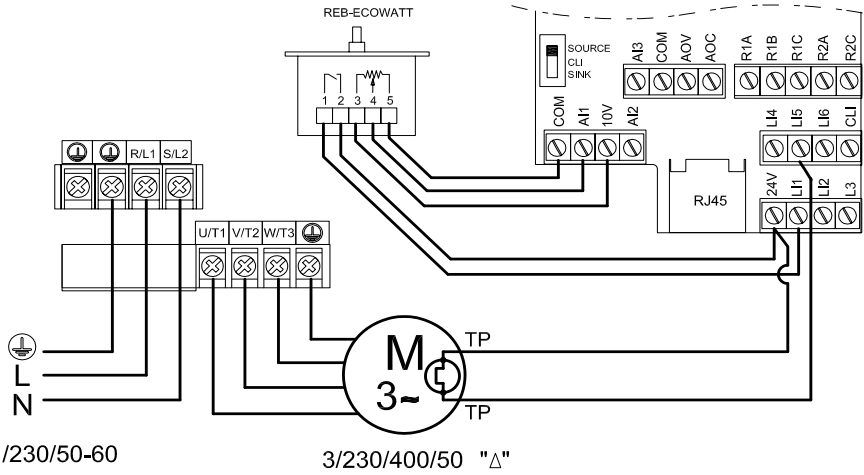 REB-ECOWATT
1 2 3 4 5
SOURCE
CLI
SINK
AI3 COM AOV AOC
R1A R1B R1C R2A R2C
COM AI1 10V AI2
LI4 LI5 LI6 CLI
RJ45
24V LI1 LI2 L3
R/L1 S/L2
U/T1 V/T2 W/T3
L
N
M
3~
TP
TP
/230/50-60
3/230/400/50 "Δ"